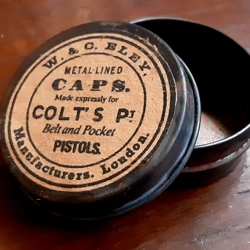 W. & C. ELEY,
METAL-LINED
CAPS.
Made expressly for
COLT'S PT
Belt and Pocket
PISTOLS.
Manufacturers. London.